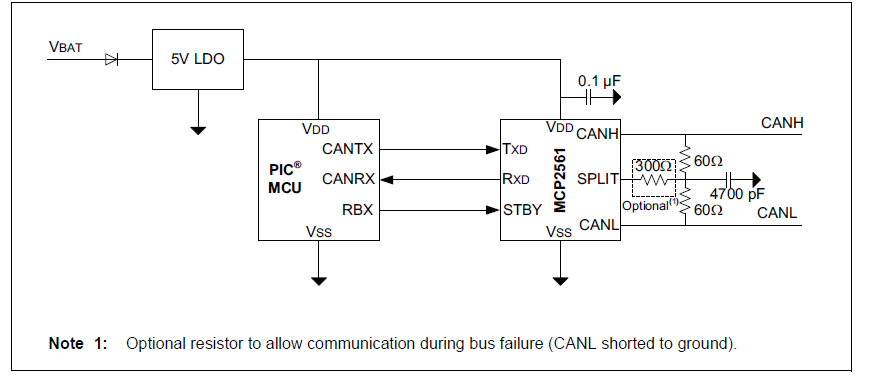 VBAT
5V LDO
0.1 μF
VDD
VDD
CANH
CANH
CANTX
TXD
PIC®
MCU
CANRX
RXD
MCP2561
SPLIT
300Ω
60Ω
4700 pF
Optional(1)
60Ω
RBX
STBY
CANL
CANL
VSS
VSS
Note 1: Optional resistor to allow communication during bus failure (CANL shorted to ground).